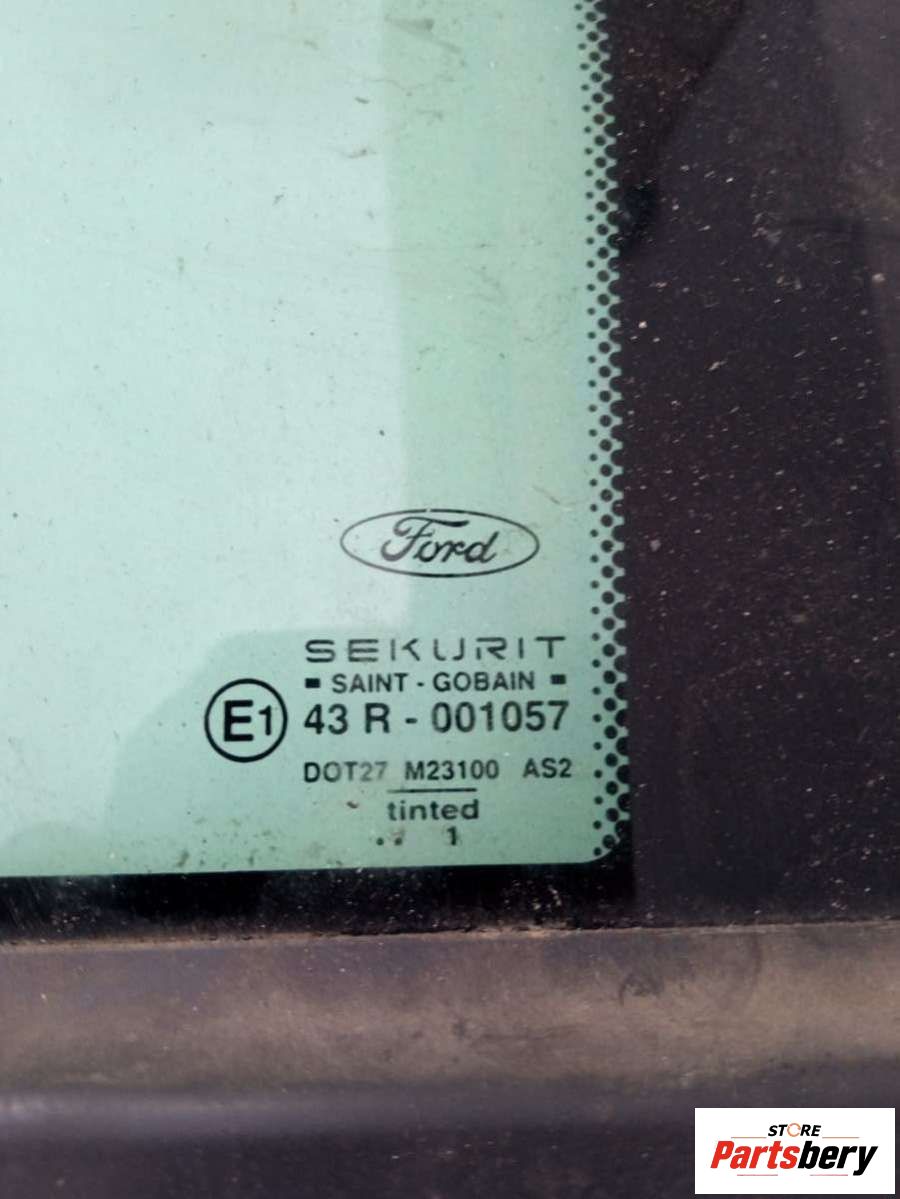 Ford
SEKURIT
SAINT - GOBAIN
E1 43 R - 001057
DOT27 M23100 AS2
tinted
.. 1
STORE
Partsbery